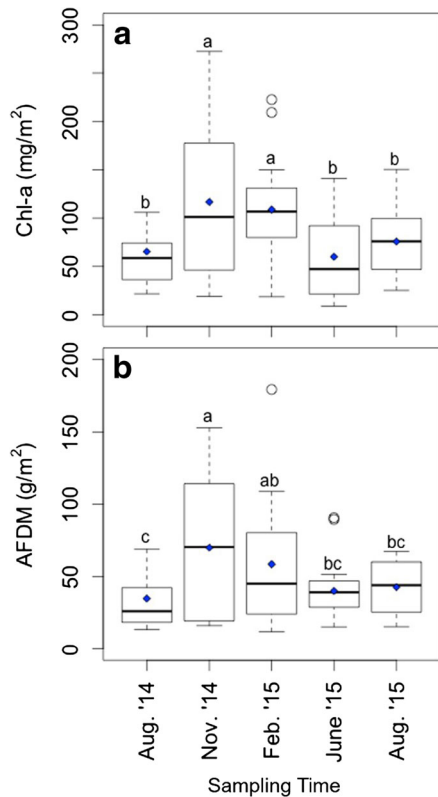 a
300
200
100
50
0
Chl-a (mg/m²)
b
a
a
b
b
b
200
150
100
50
0
AFDM (g/m²)
c
a
ab
bc
bc
Aug. '14
Nov. '14
Feb. '15
June '15
Aug. '15
Sampling Time